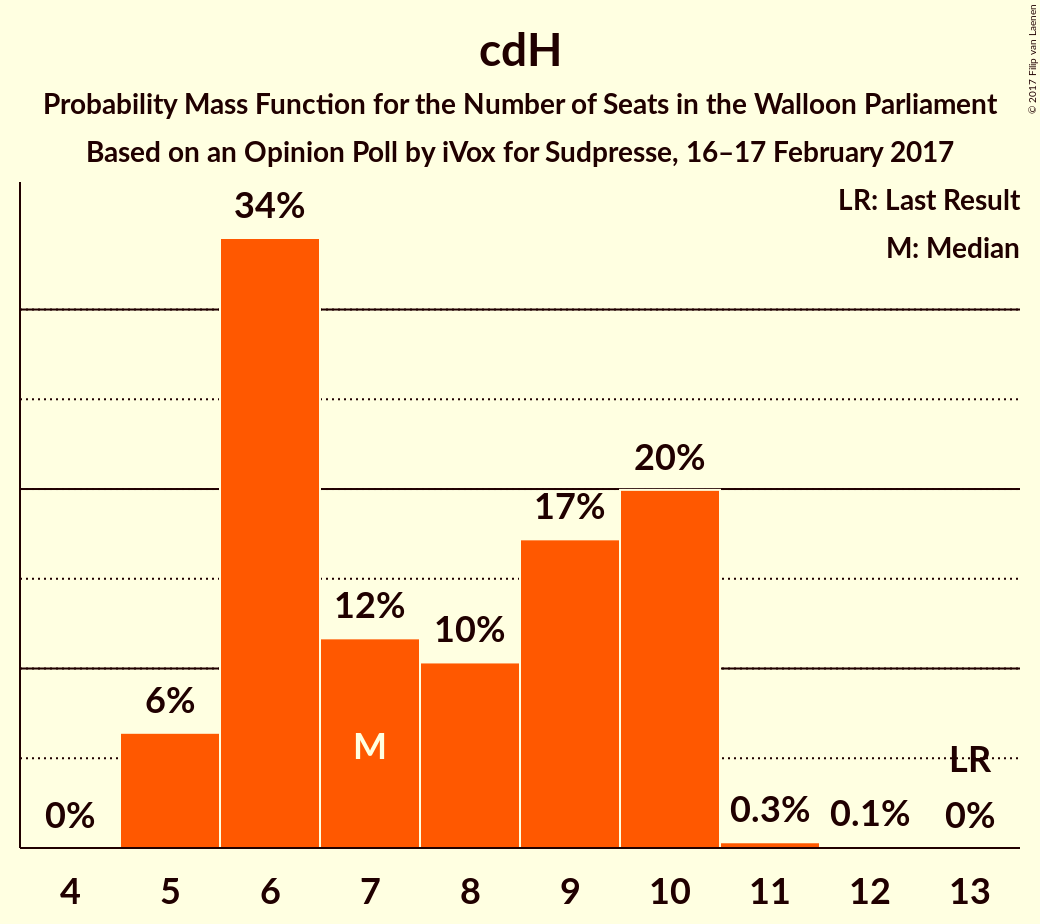 cdH
Probability Mass Function for the Number of Seats in the Walloon Parliament
Based on an Opinion Poll by iVox for Sudpresse, 16–17 February 2017
© 2017 Filip van Laenen
LR: Last Result
M: Median
34%
20%
17%
12%
10%
6%
M
LR
0%
0.3%
0.1%
0%
4 5 6 7 8 9 10 11 12 13